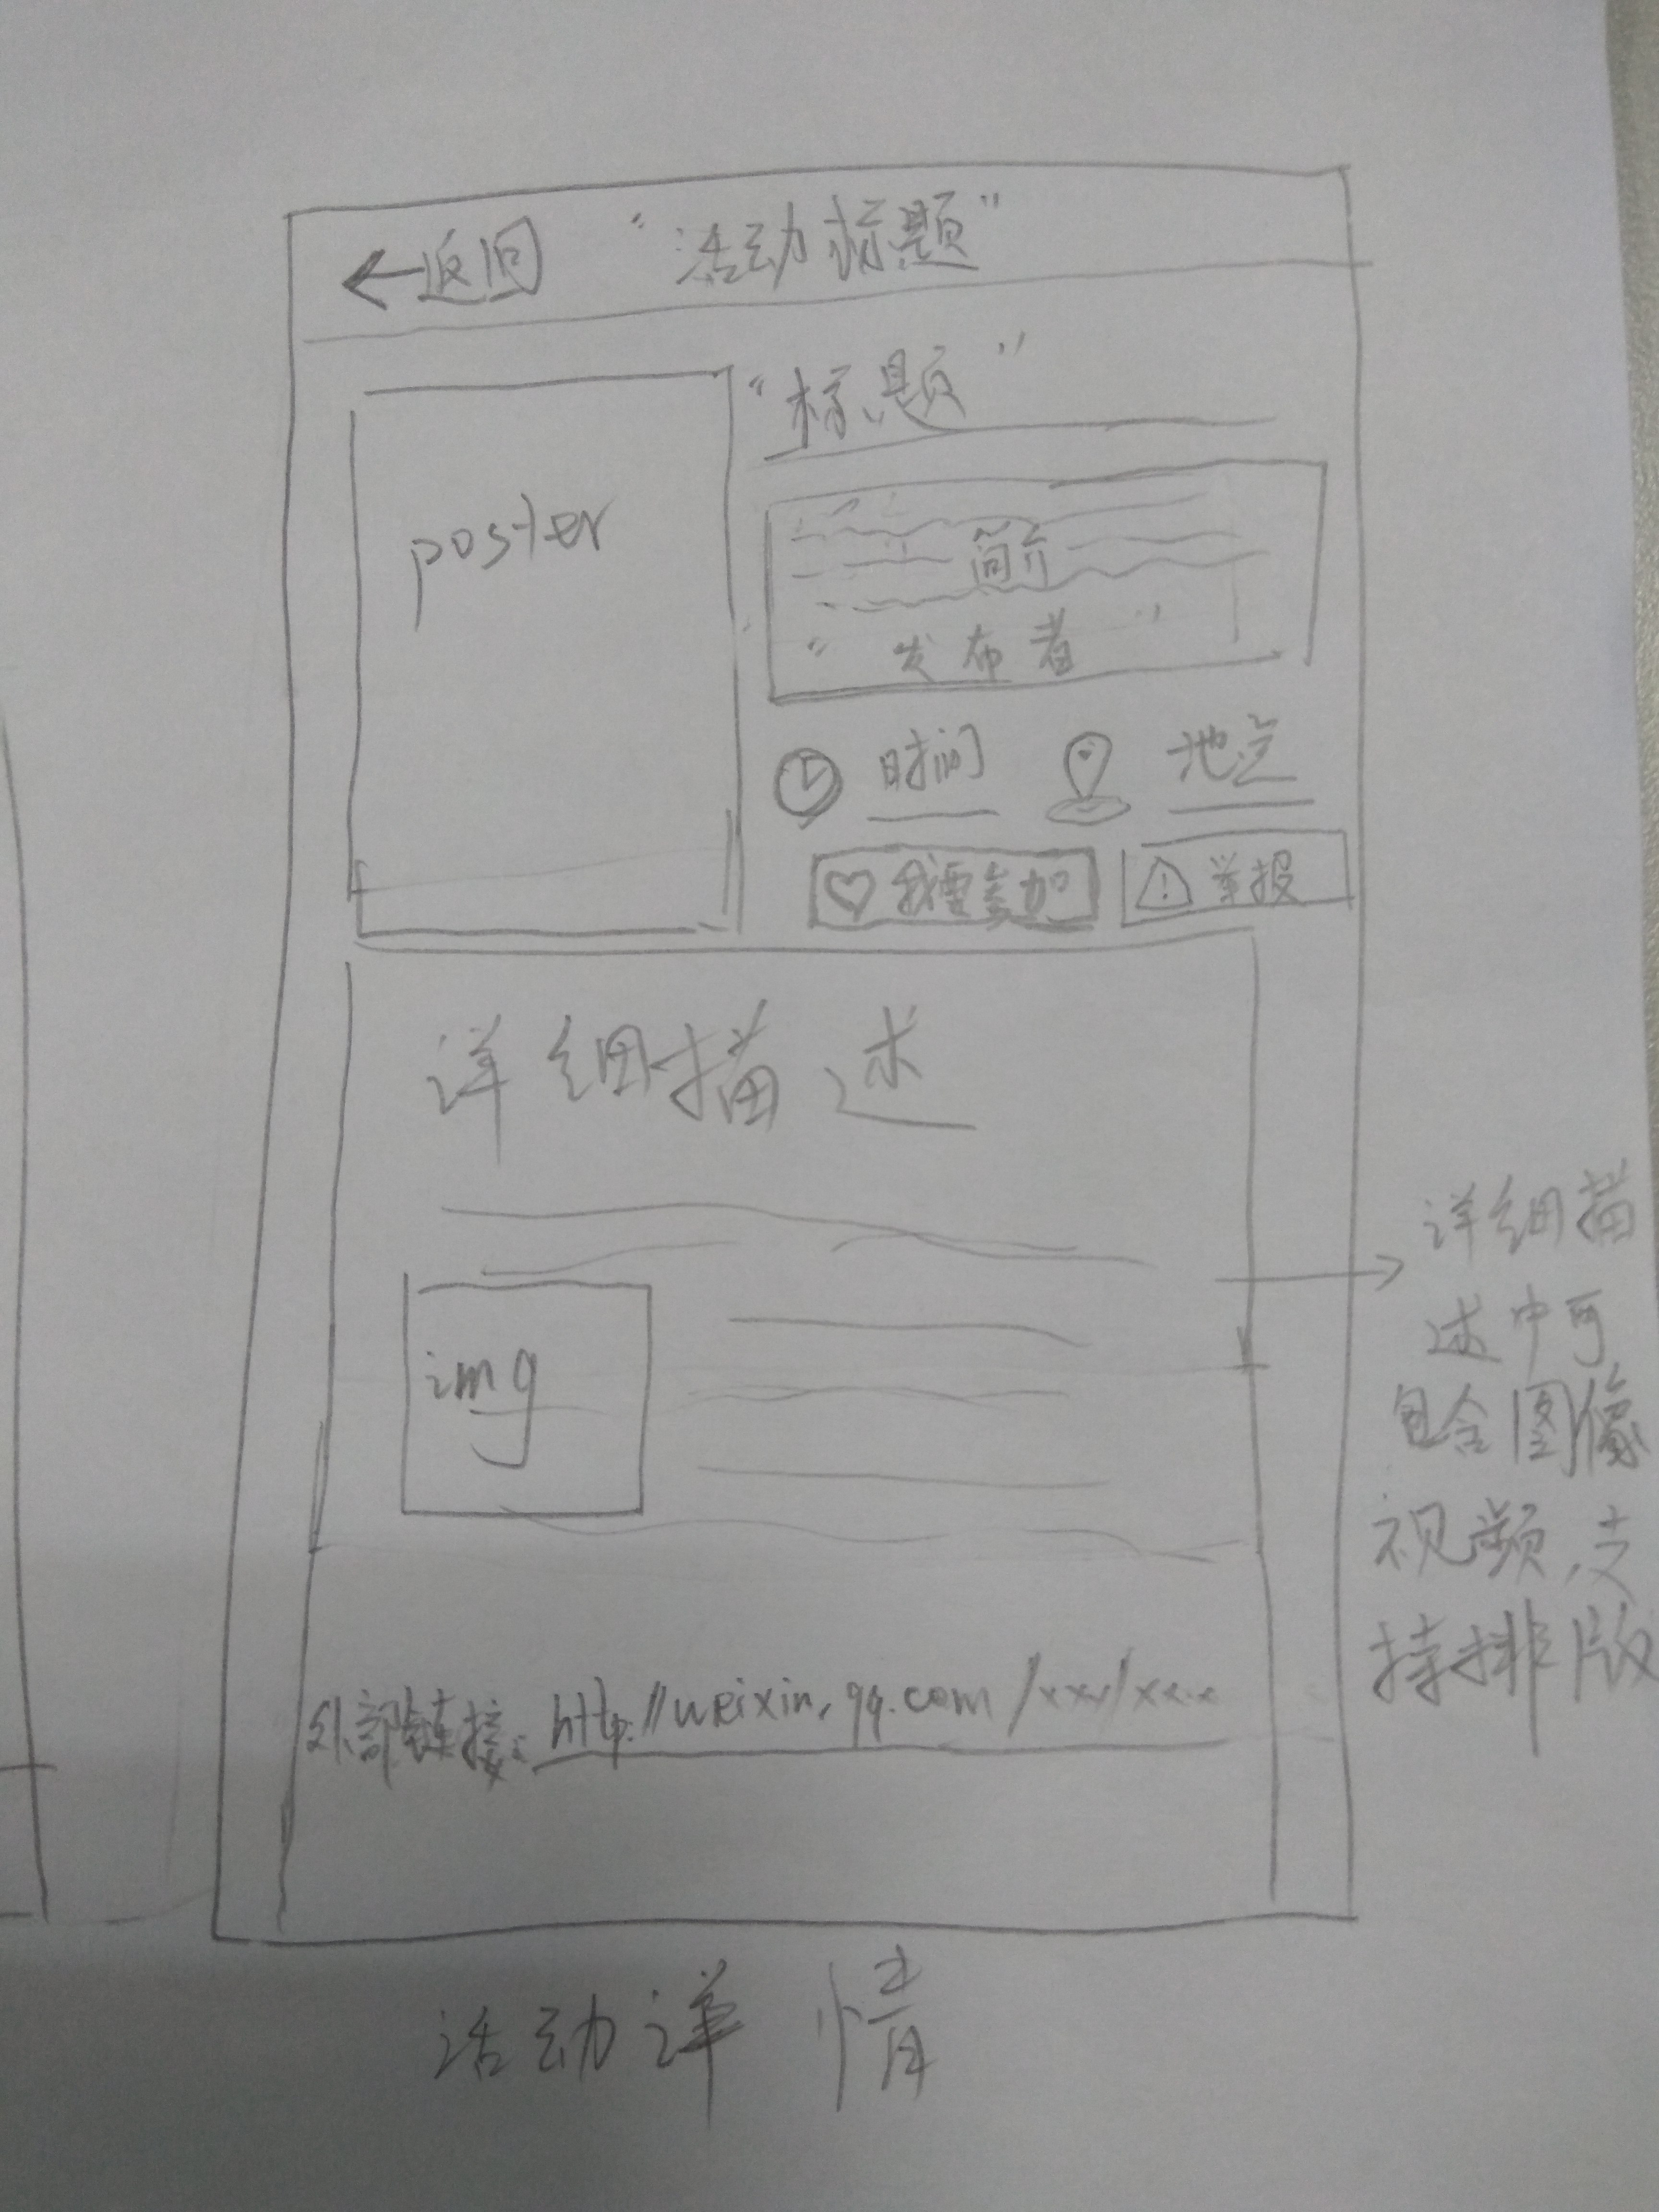 ←返回 "活动标题"
"标题"
poster
简介
"发布者"
时间 地点
我要参加 ! 举报
详细描述
img
详细描
述中可
包含图像
视频,支
持排版
外部链接: http://weixin.qq.com/xxx/xxx
活动详情